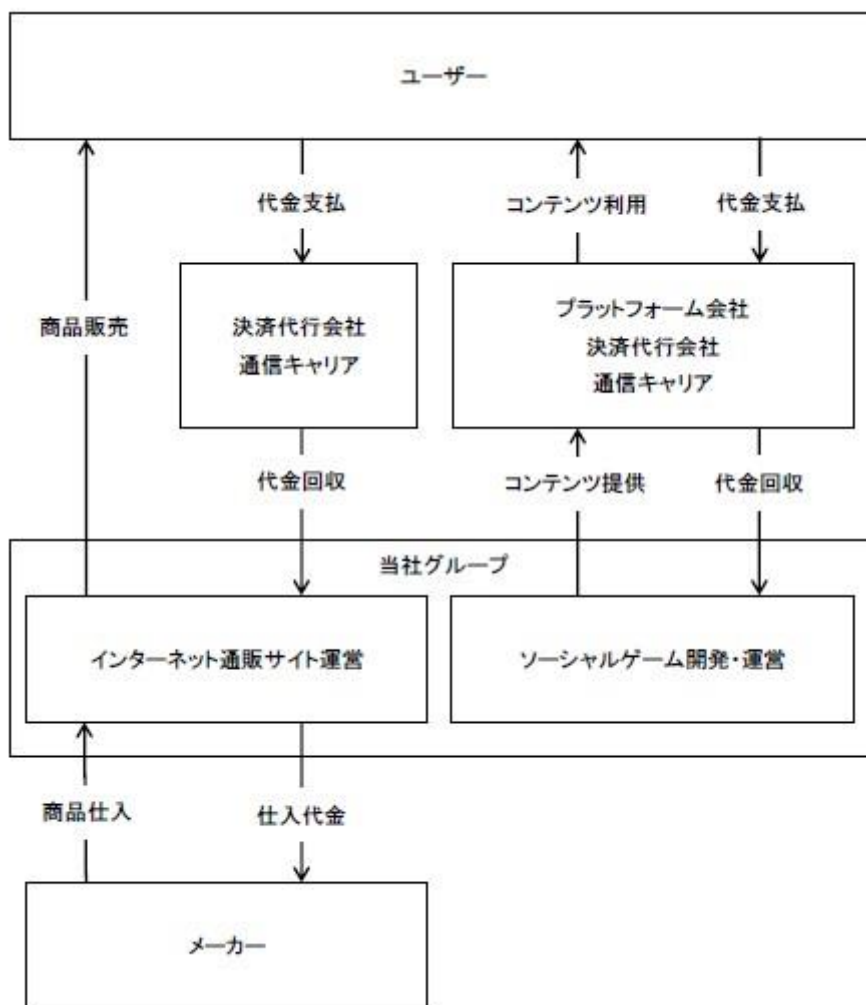 ユーザー
代金支払
コンテンツ利用
代金支払
商品販売
決済代行会社
通信キャリア
プラットフォーム会社
決済代行会社
通信キャリア
代金回収
コンテンツ提供
代金回収
当社グループ
インターネット通販サイト運営
ソーシャルゲーム開発・運営
商品仕入
仕入代金
メーカー